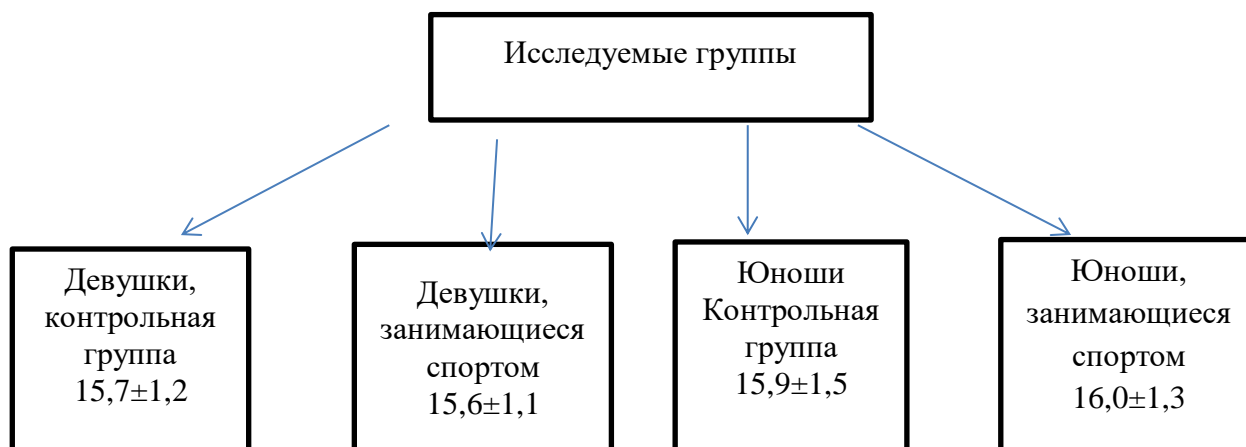 Исследуемые группы
Девушки,
контрольная
группа
15,7±1,2
Девушки,
занимающиеся
спортом
15,6±1,1
Юноши
Контрольная
группа
15,9±1,5
Юноши,
занимающиеся
спортом
16,0±1,3